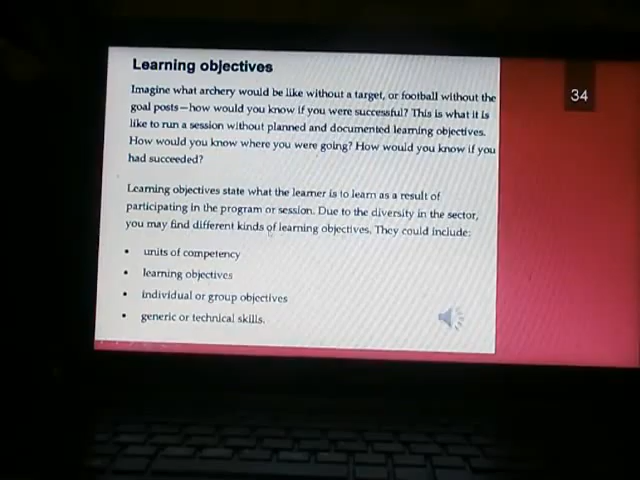 Learning objectives
34
Imagine what archery would be like without a target, or football without the
goal posts—how would you know if you were successful? This is what it is
like to run a session without planned and documented learning objectives.
How would you know where you were going? How would you know if you
had succeeded?
Learning objectives state what the learner is to learn as a result of
participating in the program or session. Due to the diversity in the sector,
you may find different kinds of learning objectives. They could include:
• units of competency
• learning objectives
• individual or group objectives
• generic or technical skills.